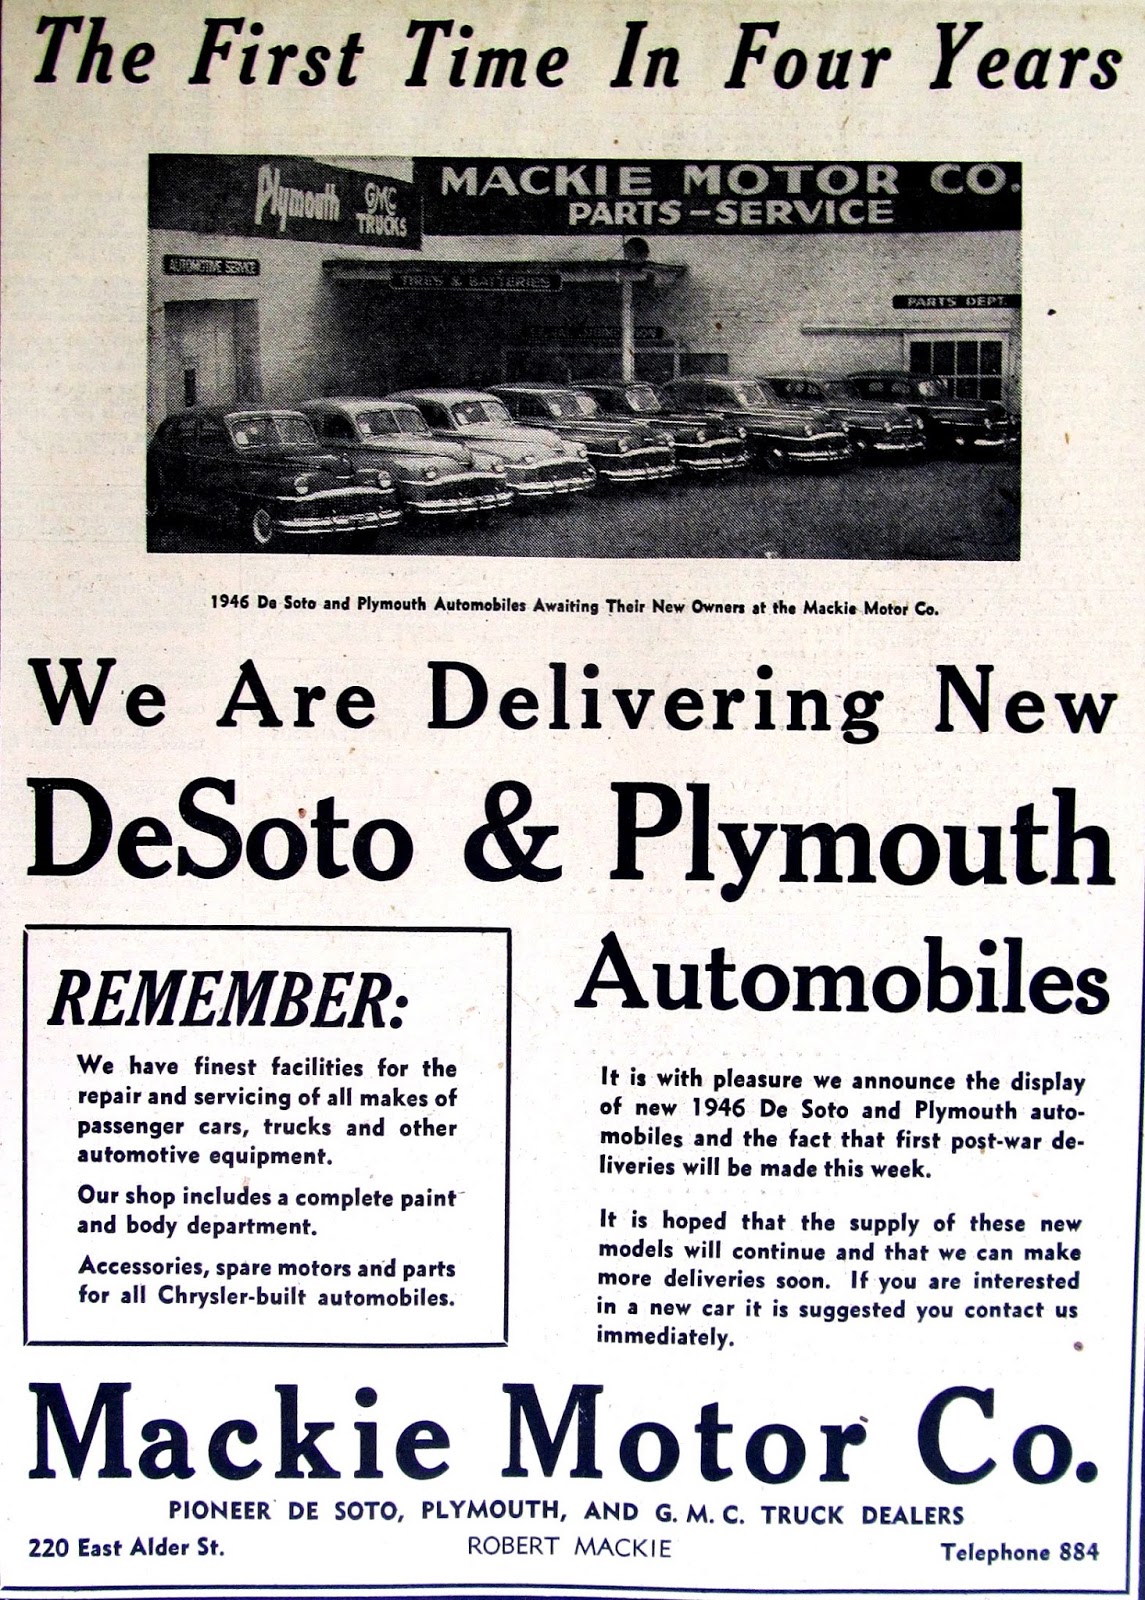 The First Time In Four Years
Plymouth
GMC
TRUCKS
MACKIE MOTOR CO.
PARTS-SERVICE
AUTOMOTIVE SERVICE
TIRES & BATTERIES
PARTS DEPT.
1946 De Soto and Plymouth Automobiles Awaiting Their New Owners at the Mackie Motor Co.
We Are Delivering New
DeSoto & Plymouth
Automobiles
REMEMBER:
We have finest facilities for the
repair and servicing of all makes of
passenger cars, trucks and other
automotive equipment.
Our shop includes a complete paint
and body department.
Accessories, spare motors and parts
for all Chrysler-built automobiles.
It is with pleasure we announce the display
of new 1946 De Soto and Plymouth auto-
mobiles and the fact that first post-war de-
liveries will be made this week.
It is hoped that the supply of these new
models will continue and that we can make
more deliveries soon. If you are interested
in a new car it is suggested you contact us
immediately.
Mackie Motor Co.
PIONEER DE SOTO, PLYMOUTH, AND G. M. C. TRUCK DEALERS
220 East Alder St.
ROBERT MACKIE
Telephone 884